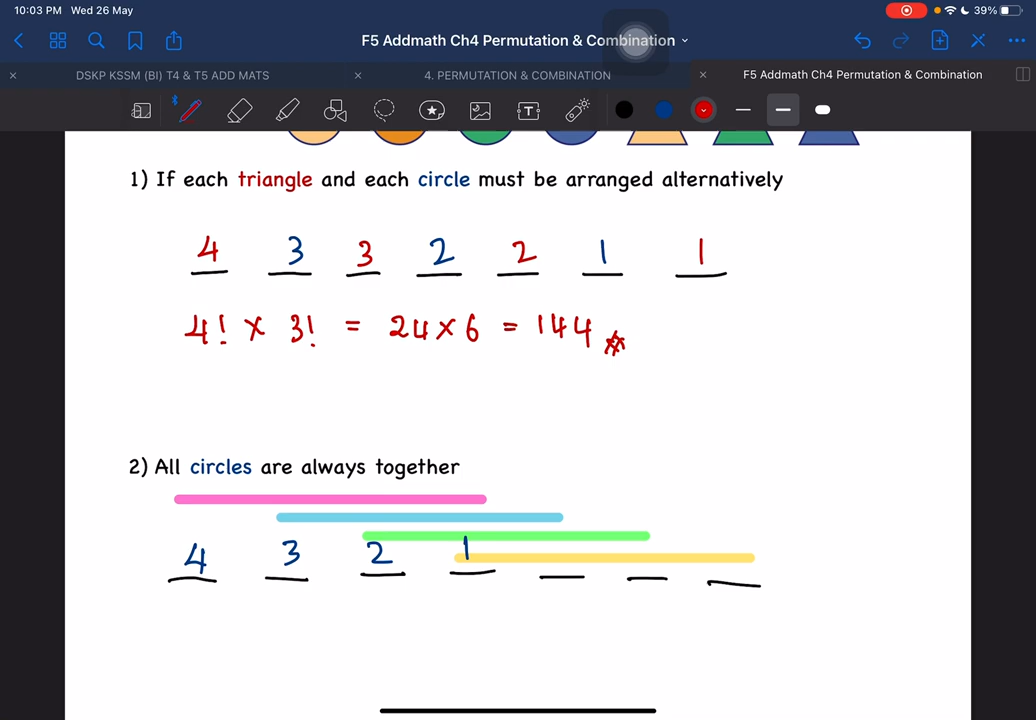 10:03 PM Wed 26 May 39%
F5 Addmath Ch4 Permutation & Combination
DSKP KSSM (BI) T4 & T5 ADD MATS 4. PERMUTATION & COMBINATION F5 Addmath Ch4 Permutation & Combination
1) If each triangle and each circle must be arranged alternatively
4 3 3 2 2 1 1
4! × 3! = 24 × 6 = 144
2) All circles are always together
4 3 2 1